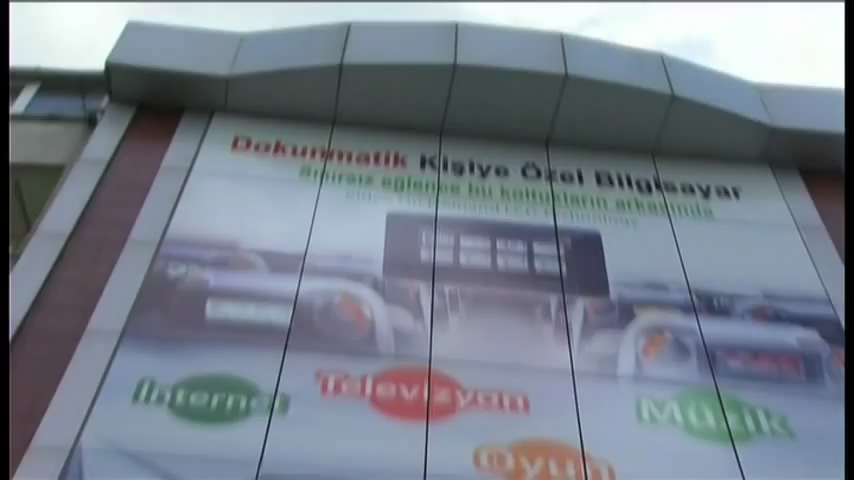 Dokunmatik Kişiye Özel Bilgisayar
Sınırsız eğlence bu koltukların arkasında
İnternet
Televizyon
Müzik
Oyun